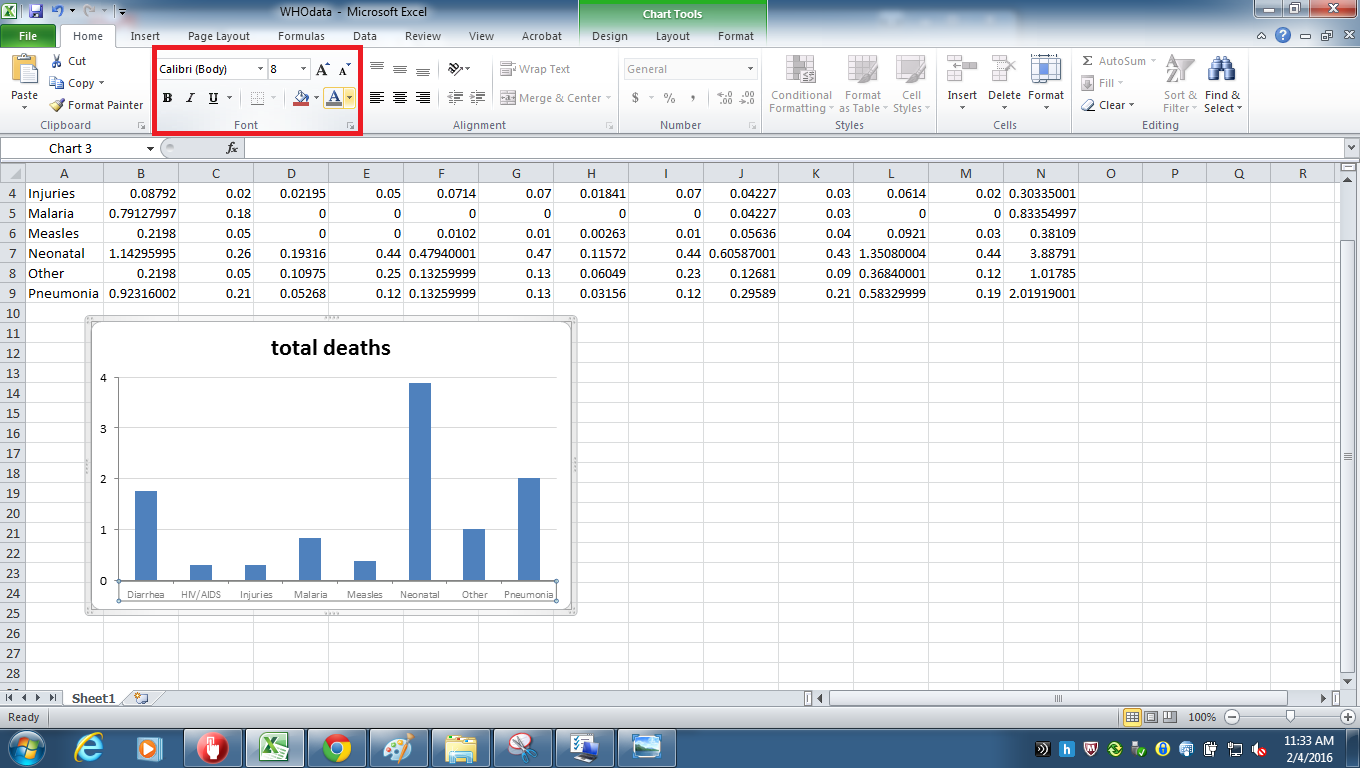 WHOdata - Microsoft Excel
Chart Tools
File Home Insert Page Layout Formulas Data Review View Acrobat Design Layout Format
Paste
Cut
Copy
Format Painter
Clipboard
Calibri (Body) 8 A A
B I U A
Font
Wrap Text
Merge & Center
Alignment
General
$ % , .00 .0
Number
Conditional Formatting
Format as Table
Cell Styles
Styles
Insert Delete Format
Cells
Σ AutoSum
Fill
Clear
Sort & Filter
Find & Select
Editing
Chart 3 fx
A B C D E F G H I J K L M N O P Q R
4 Injuries 0.08792 0.02 0.02195 0.05 0.0714 0.07 0.01841 0.07 0.04227 0.03 0.0614 0.02 0.30335001
5 Malaria 0.79127997 0.18 0 0 0 0 0 0 0.04227 0.03 0 0 0.83354997
6 Measles 0.2198 0.05 0 0 0.0102 0.01 0.00263 0.01 0.05636 0.04 0.0921 0.03 0.38109
7 Neonatal 1.14295995 0.26 0.19316 0.44 0.47940001 0.47 0.11572 0.44 0.60587001 0.43 1.35080004 0.44 3.88791
8 Other 0.2198 0.05 0.10975 0.25 0.13259999 0.13 0.06049 0.23 0.12681 0.09 0.36840001 0.12 1.01785
9 Pneumonia 0.92316002 0.21 0.05268 0.12 0.13259999 0.13 0.03156 0.12 0.29589 0.21 0.58329999 0.19 2.01919001
10
11
12
13
14
15
16
17
18
19
20
21
22
23
24
25
26
27
28
total deaths
4
3
2
1
0
Diarrhea HIV/AIDS Injuries Malaria Measles Neonatal Other Pneumonia
Sheet1
Ready 100%
11:33 AM
2/4/2016